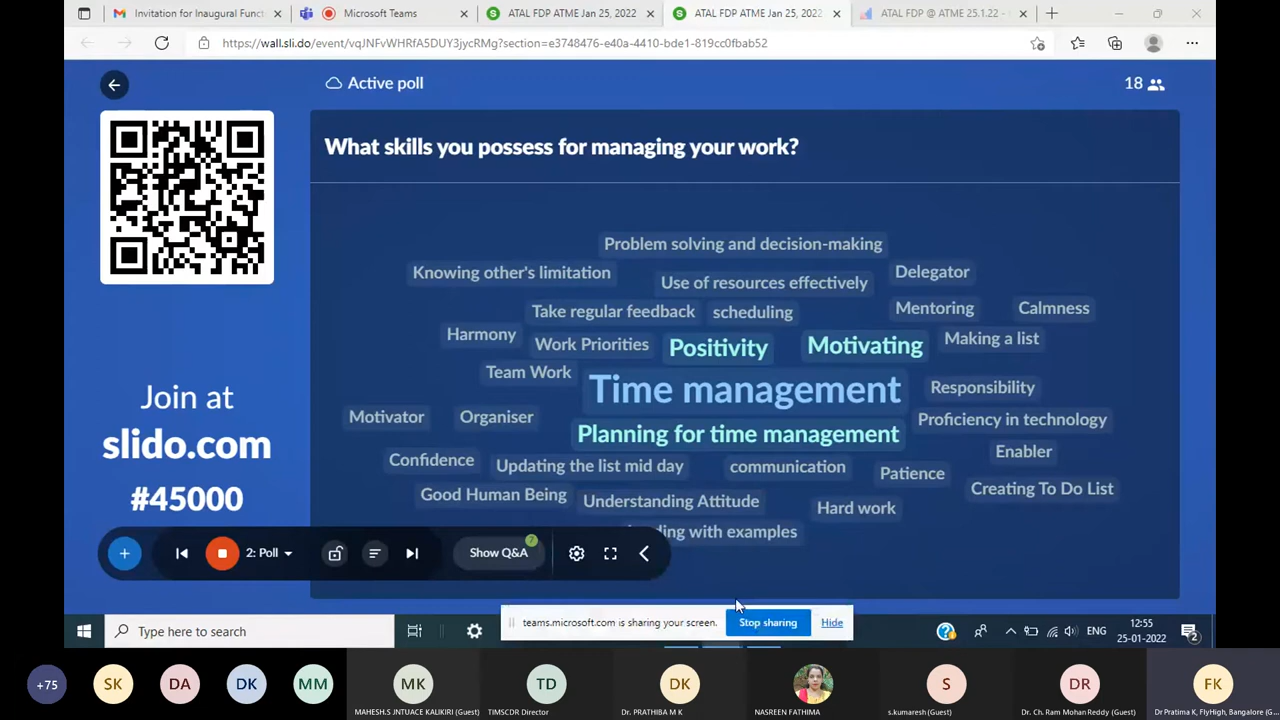 Invitation for Inaugural Funct
Microsoft Teams
ATAL FDP ATME Jan 25, 2022
ATAL FDP ATME Jan 25, 2022
ATAL FDP @ ATME 25.1.22 -
https://wall.sli.do/event/vqJNFvWHRfA5DUY3jycRMg?section=e3748476-e40a-4410-bde1-819cc0fbab52
Active poll
18
What skills you possess for managing your work?
Problem solving and decision-making
Knowing other's limitation
Use of resources effectively
Delegator
Take regular feedback
scheduling
Mentoring
Calmness
Harmony
Work Priorities
Positivity
Motivating
Making a list
Team Work
Time management
Responsibility
Motivator
Organiser
Planning for time management
Proficiency in technology
Confidence
Updating the list mid day
communication
Patience
Enabler
Good Human Being
Understanding Attitude
Hard work
Creating To Do List
with examples
Join at
slido.com
#45000
2: Poll
Show Q&A
7
teams.microsoft.com is sharing your screen.
Stop sharing
Hide
Type here to search
ENG
12:55
25-01-2022
2
+75
SK
DA
DK
MM
MK
MAHESH.S JNTUACE KALIKIRI (Guest)
TD
TIMSCDR Director
DK
Dr. PRATHIBA M K
NASREEN FATHIMA
S
s.kumaresh (Guest)
DR
Dr. Ch. Ram Mohan Reddy (Guest)
FK
Dr Pratima K, FlyHigh, Bangalore (G...